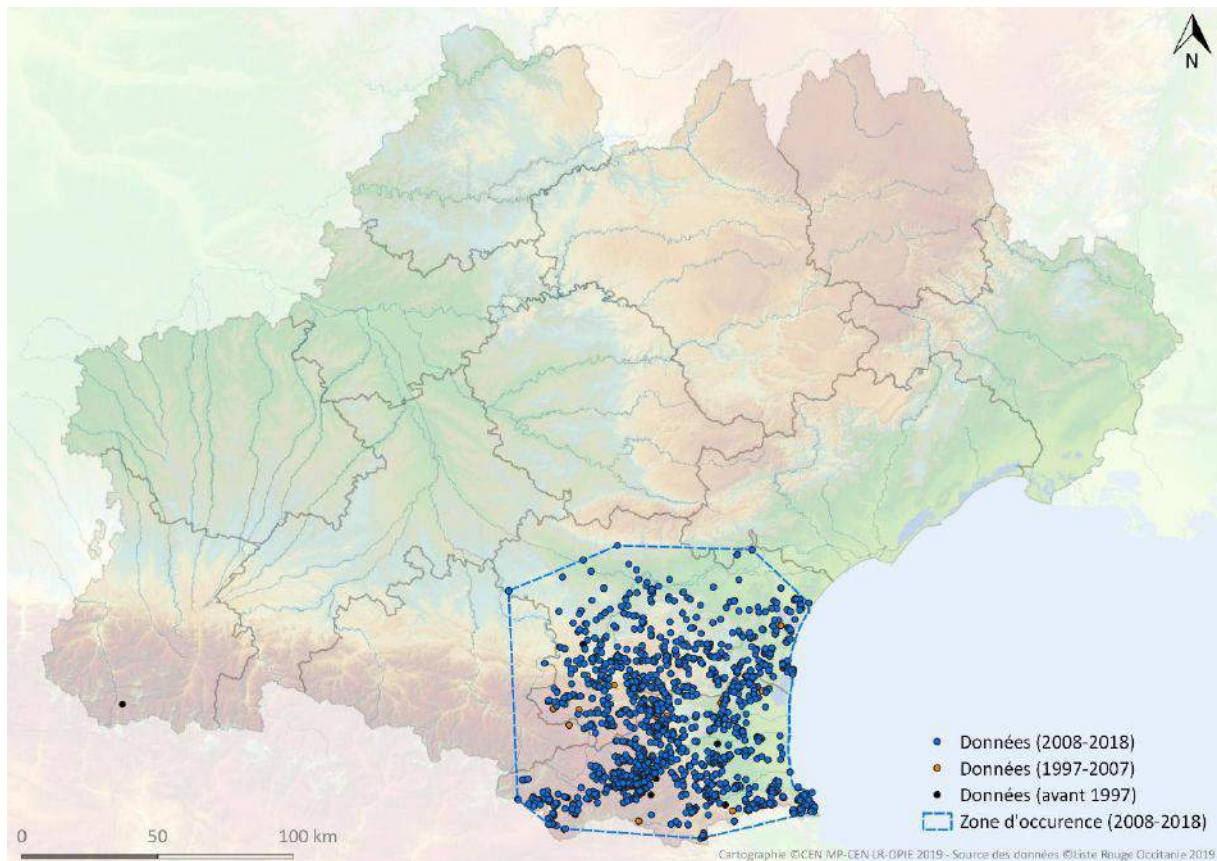 N
Données (2008-2018)
Données (1997-2007)
Données (avant 1997)
Zone d'occurence (2008-2018)
0 50 100 km
Cartographie ©CEN MP-CEN LR-OPIE 2019 - Source des données ©Liste Rouge Occitanie 2019